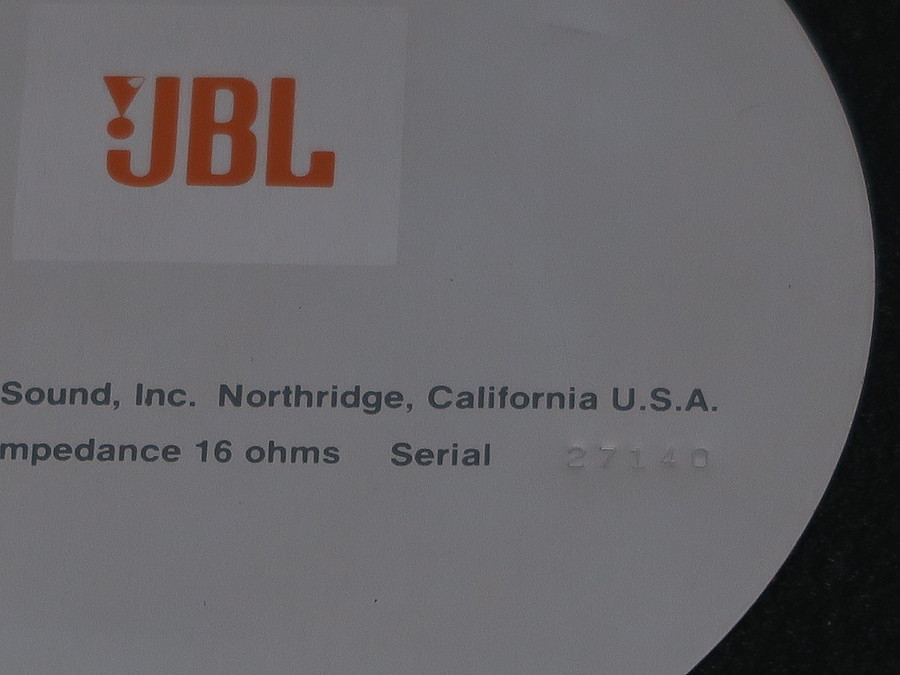 JBL
Sound, Inc. Northridge, California U.S.A.
mpedance 16 ohms Serial 27140